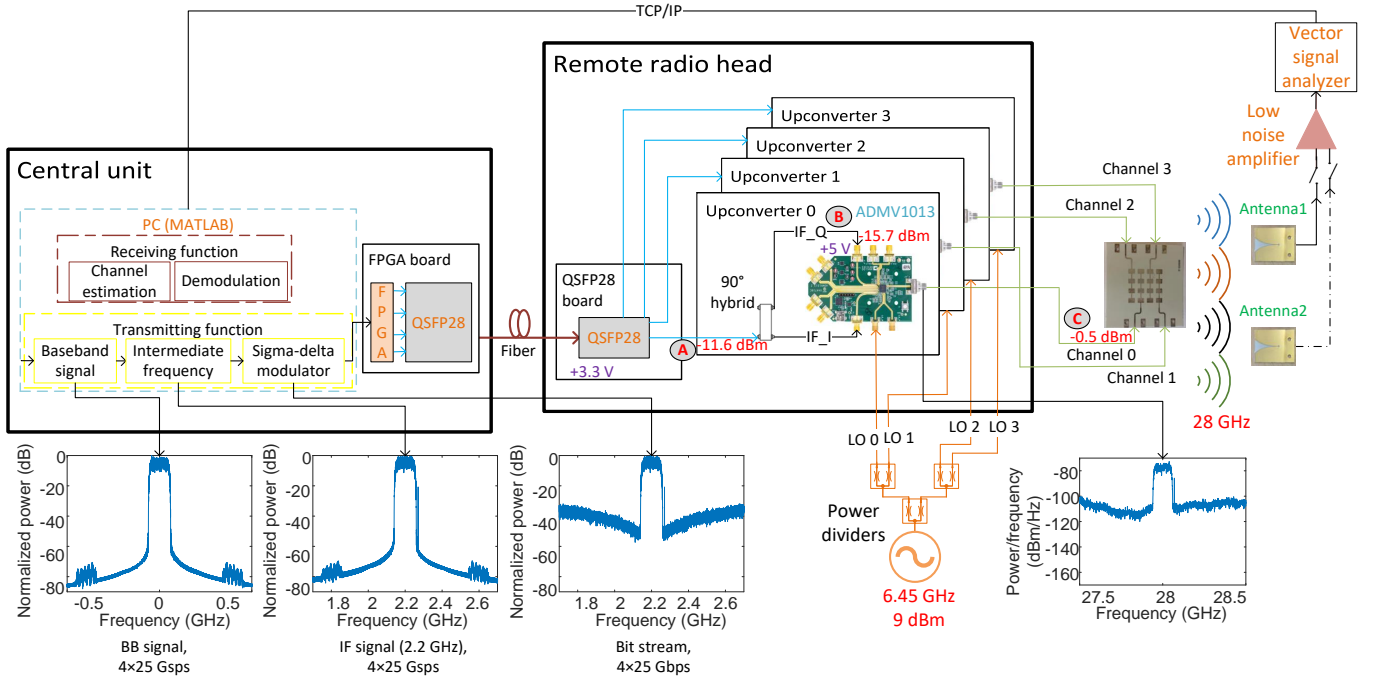 TCP/IP
Vector
signal
analyzer
Low
noise
amplifier
Remote radio head
Upconverter 3
Upconverter 2
Upconverter 1
Upconverter 0
B
ADMV1013
IF_Q
-15.7 dBm
+5 V
90°
hybrid
IF_I
QSFP28
board
QSFP28
+3.3 V
A
-11.6 dBm
Central unit
PC (MATLAB)
Receiving function
Channel
estimation
Demodulation
Transmitting function
Baseband
signal
Intermediate
frequency
Sigma-delta
modulator
FPGA board
F
P
G
A
QSFP28
Fiber
Channel 3
Channel 2
C
-0.5 dBm
Channel 0
Channel 1
Antenna1
Antenna2
28 GHz
LO 0
LO 1
LO 2
LO 3
Power
dividers
6.45 GHz
9 dBm
Normalized power (dB)
0
-20
-40
-60
-80
-0.5
0
0.5
Frequency (GHz)
BB signal,
4×25 Gsps
Normalized power (dB)
0
-20
-40
-60
-80
1.8
2
2.2
2.4
2.6
Frequency (GHz)
IF signal (2.2 GHz),
4×25 Gsps
Normalized power (dB)
0
-20
-40
-60
-80
1.8
2
2.2
2.4
2.6
Frequency (GHz)
Bit stream,
4×25 Gbps
Power/frequency
(dBm/Hz)
-80
-100
-120
-140
-160
27.5
28
28.5
Frequency (GHz)